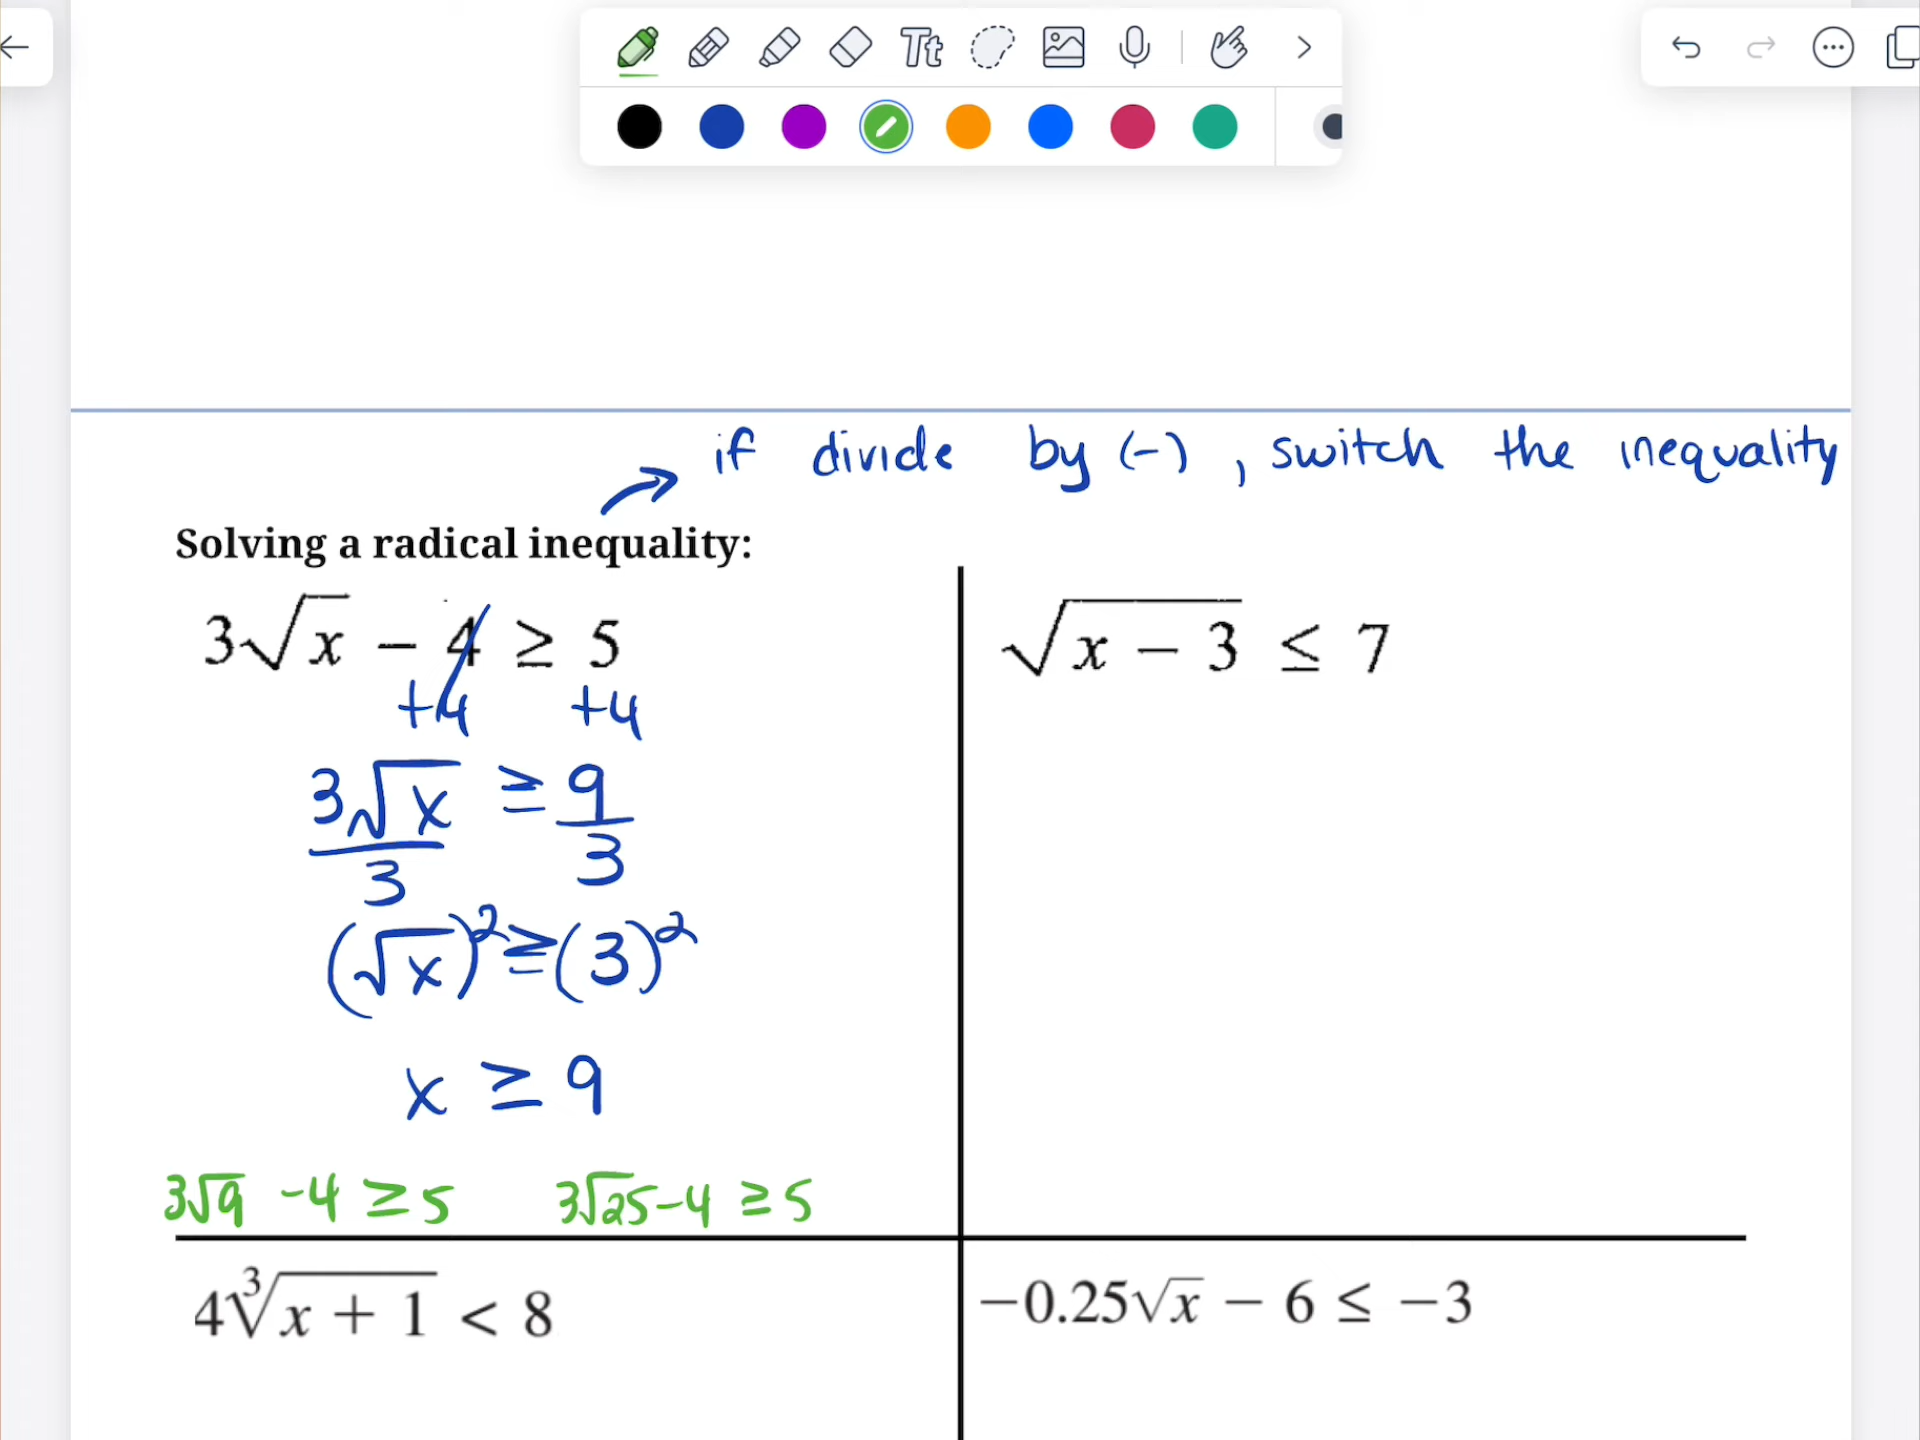 Tt
if divide by (-) , switch the inequality
Solving a radical inequality:
3√x − 4 ≥ 5
+4 +4
3√x ≥ 9
3 3
(√x)² ≥ (3)²
x ≥ 9
3√9 -4 ≥ 5 3√25 -4 ≥ 5
√(x − 3) ≤ 7
4∛(x + 1) < 8
−0.25√x − 6 ≤ −3